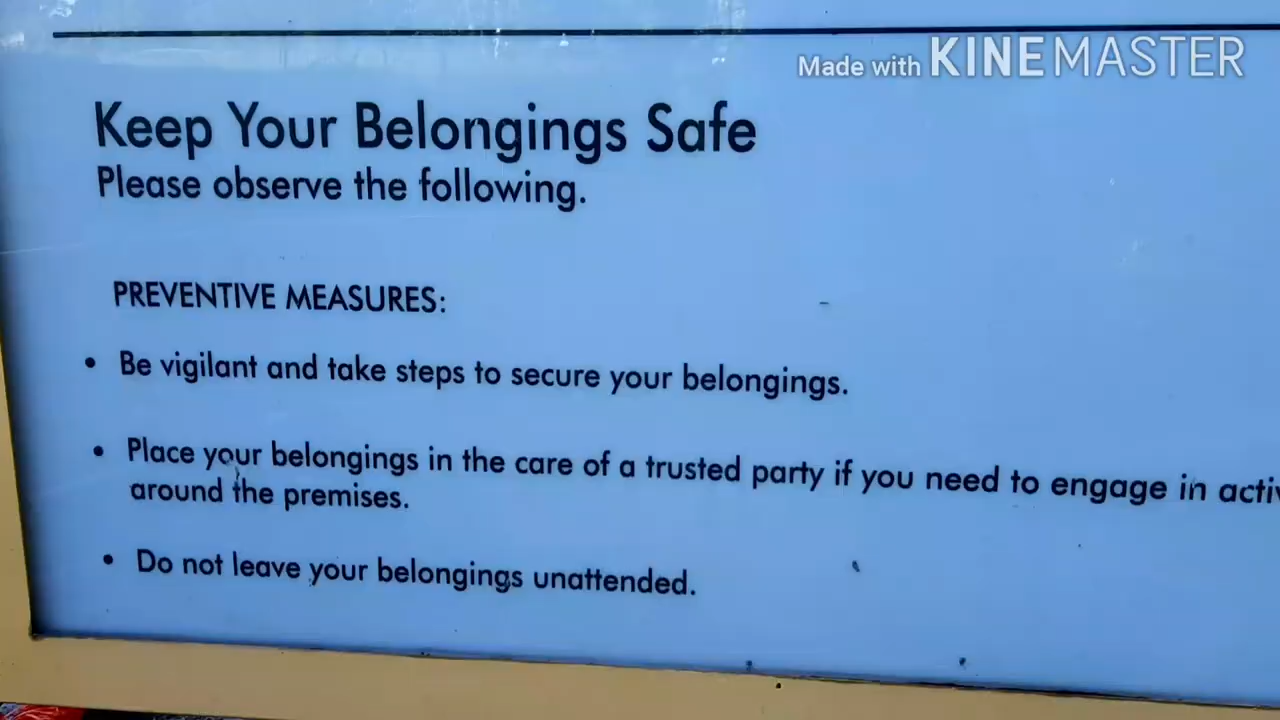 Made with KINEMASTER
Keep Your Belongings Safe
Please observe the following.
PREVENTIVE MEASURES:
• Be vigilant and take steps to secure your belongings.
• Place your belongings in the care of a trusted party if you need to engage in
around the premises.
• Do not leave your belongings unattended.